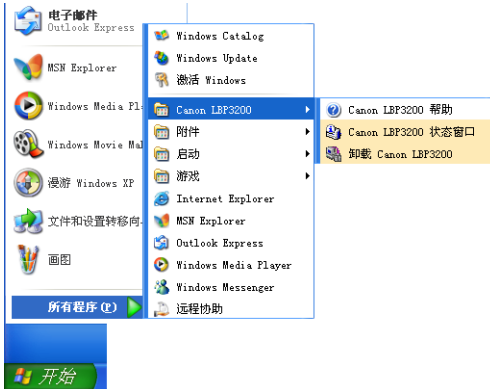 电子邮件
Outlook Express
MSN Explorer
Windows Media Pl
Windows Movie Mak
漫游 Windows XP
文件和设置转移向
画图
所有程序(P)
开始
Windows Catalog
Windows Update
激活 Windows
Canon LBP3200
附件
启动
游戏
Internet Explorer
MSN Explorer
Outlook Express
Windows Media Player
Windows Messenger
远程协助
Canon LBP3200 帮助
Canon LBP3200 状态窗口
卸载 Canon LBP3200